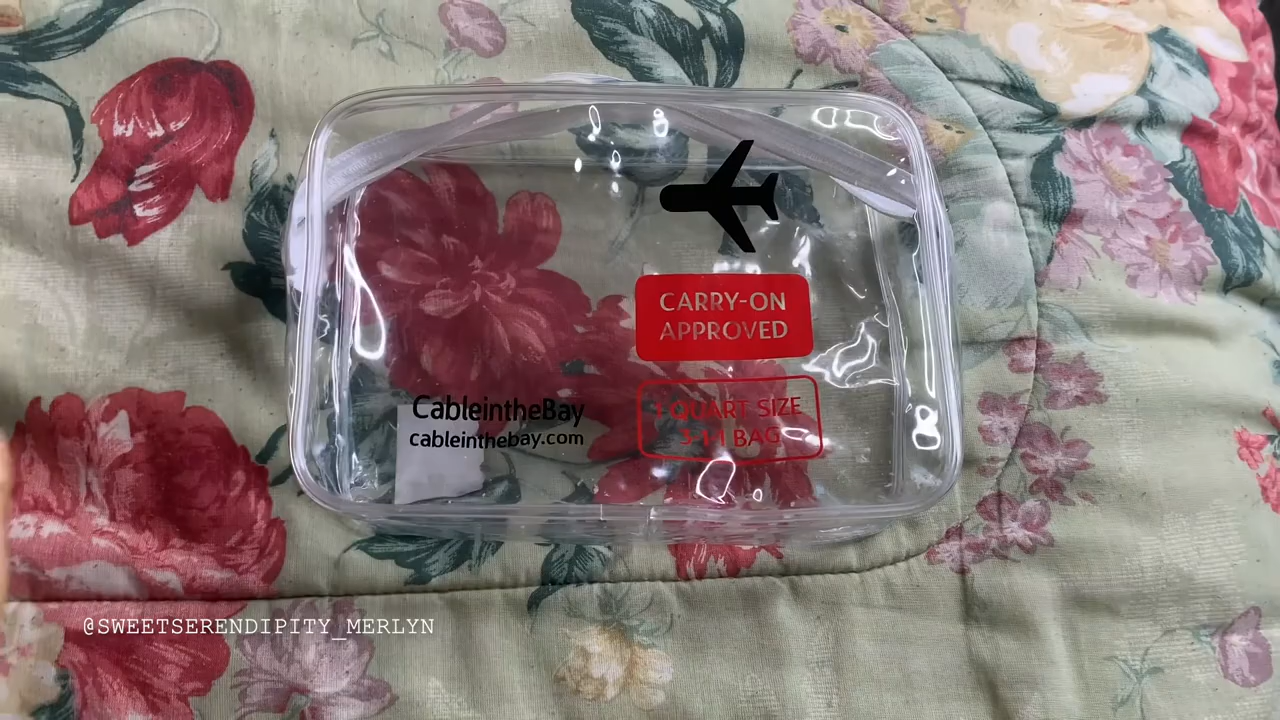 CARRY-ON
APPROVED
1 QUART SIZE
3-1-1 BAG
CableintheBay
cableinthebay.com
@SWEETSERENDIPITY_MERLYN